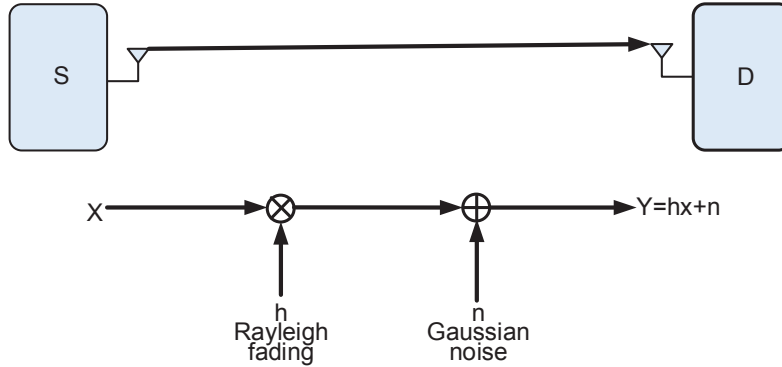 S
D
X
Y=hx+n
h
Rayleigh
fading
n
Gaussian
noise